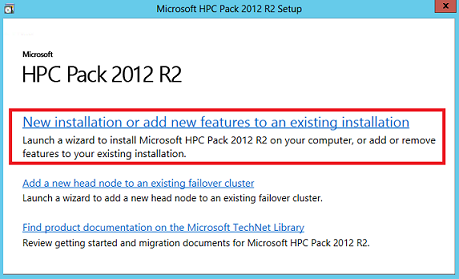 Microsoft HPC Pack 2012 R2 Setup
x
Microsoft
HPC Pack 2012 R2
New installation or add new features to an existing installation
Launch a wizard to install Microsoft HPC Pack 2012 R2 on your computer, or add or remove
features to your existing installation.
Add a new head node to an existing failover cluster
Launch a wizard to add a new head node to an existing failover cluster.
Find product documentation on the Microsoft TechNet Library
Review getting started and migration documents for Microsoft HPC Pack 2012 R2.